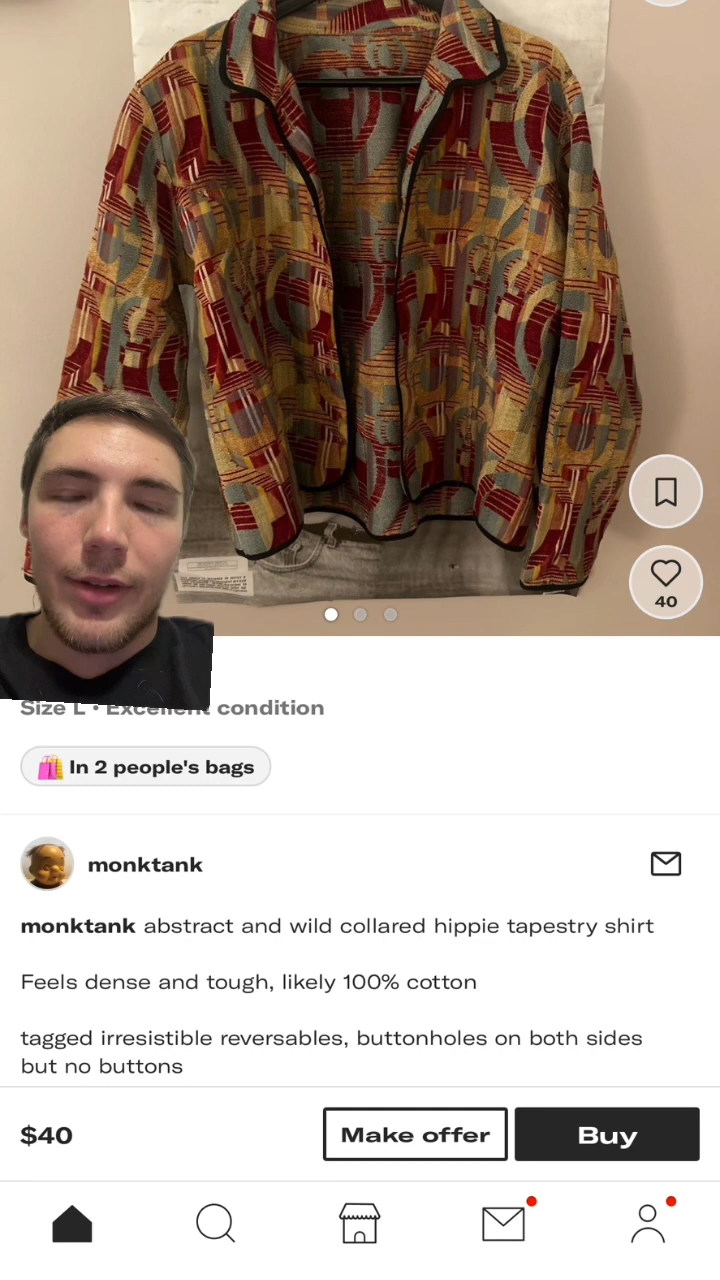 40
Size L • Excellent condition
In 2 people's bags
monktank
monktank abstract and wild collared hippie tapestry shirt
Feels dense and tough, likely 100% cotton
tagged irresistible reversables, buttonholes on both sides
but no buttons
$40
Make offer
Buy